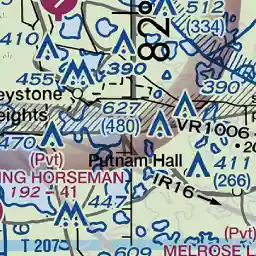 512
(334)
82°
410
390
455
390
eystone
eights
627
(480)
VR1006
470
(Pvt)
Putnam Hall
411
(266)
ING HORSEMAN
192 - 41
IR16
447
(Pvt)
T 207
609
MELROSE L